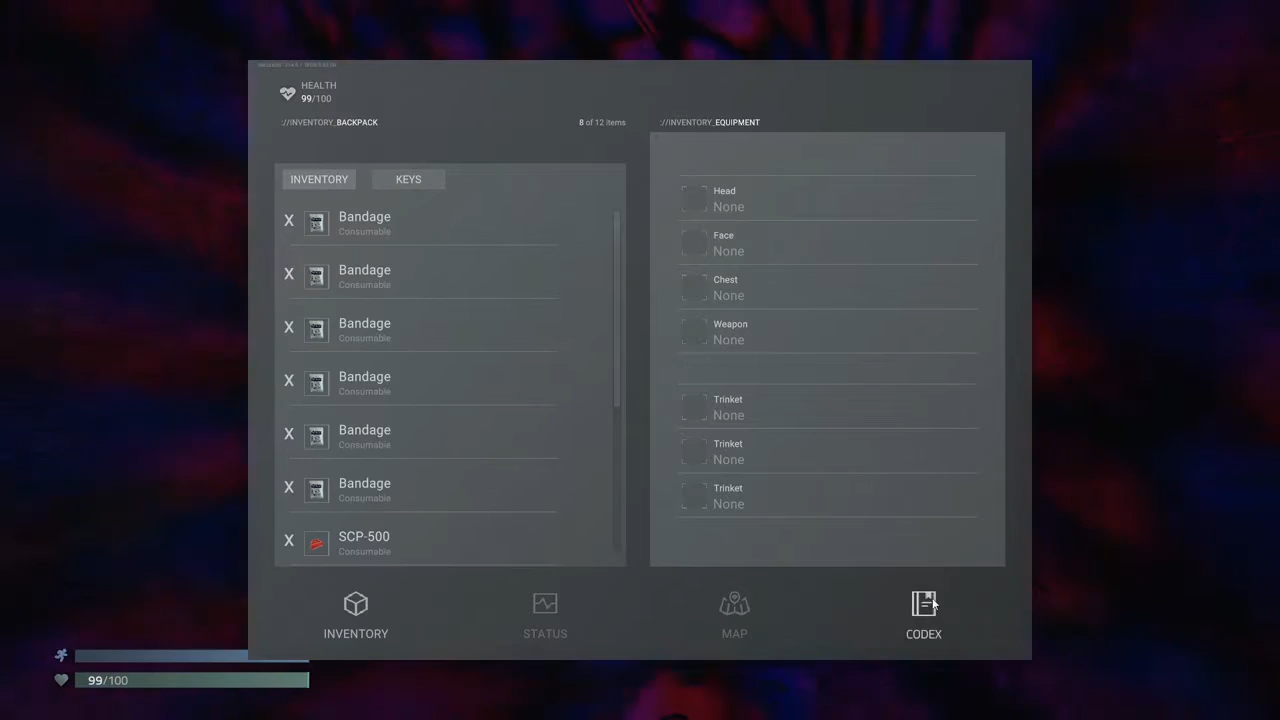 HEALTH
99/100
://INVENTORY_BACKPACK
8 of 12 items
://INVENTORY_EQUIPMENT
INVENTORY
KEYS
X
Bandage
Consumable
X
Bandage
Consumable
X
Bandage
Consumable
X
Bandage
Consumable
X
Bandage
Consumable
X
Bandage
Consumable
X
SCP-500
Consumable
Head
None
Face
None
Chest
None
Weapon
None
Trinket
None
Trinket
None
Trinket
None
INVENTORY
STATUS
MAP
CODEX
99/100